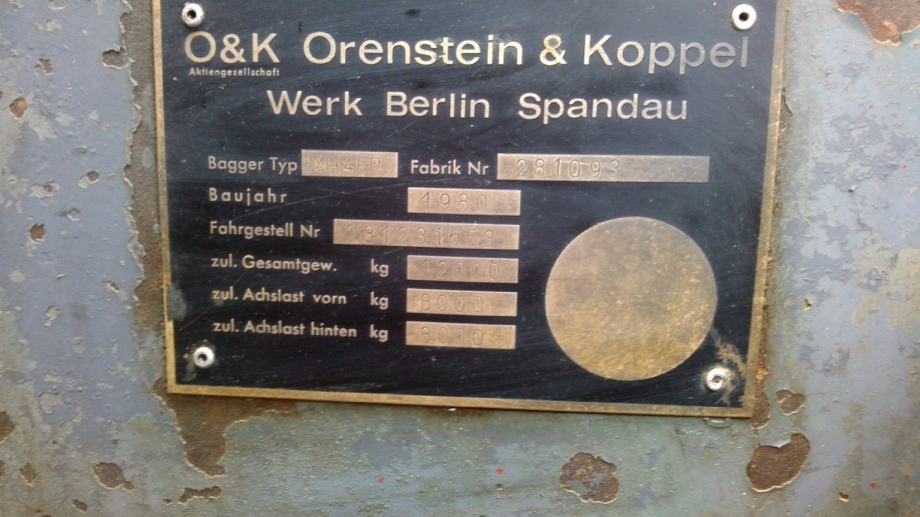 O&K Orenstein & Koppel
Aktiengesellschaft
Werk Berlin Spandau
Bagger Typ MH4FP Fabrik Nr 281093
Baujahr 1980
Fahrgestell Nr
zul. Gesamtgew. kg 12000
zul. Achslast vorn kg 8000
zul. Achslast hinten kg 8000